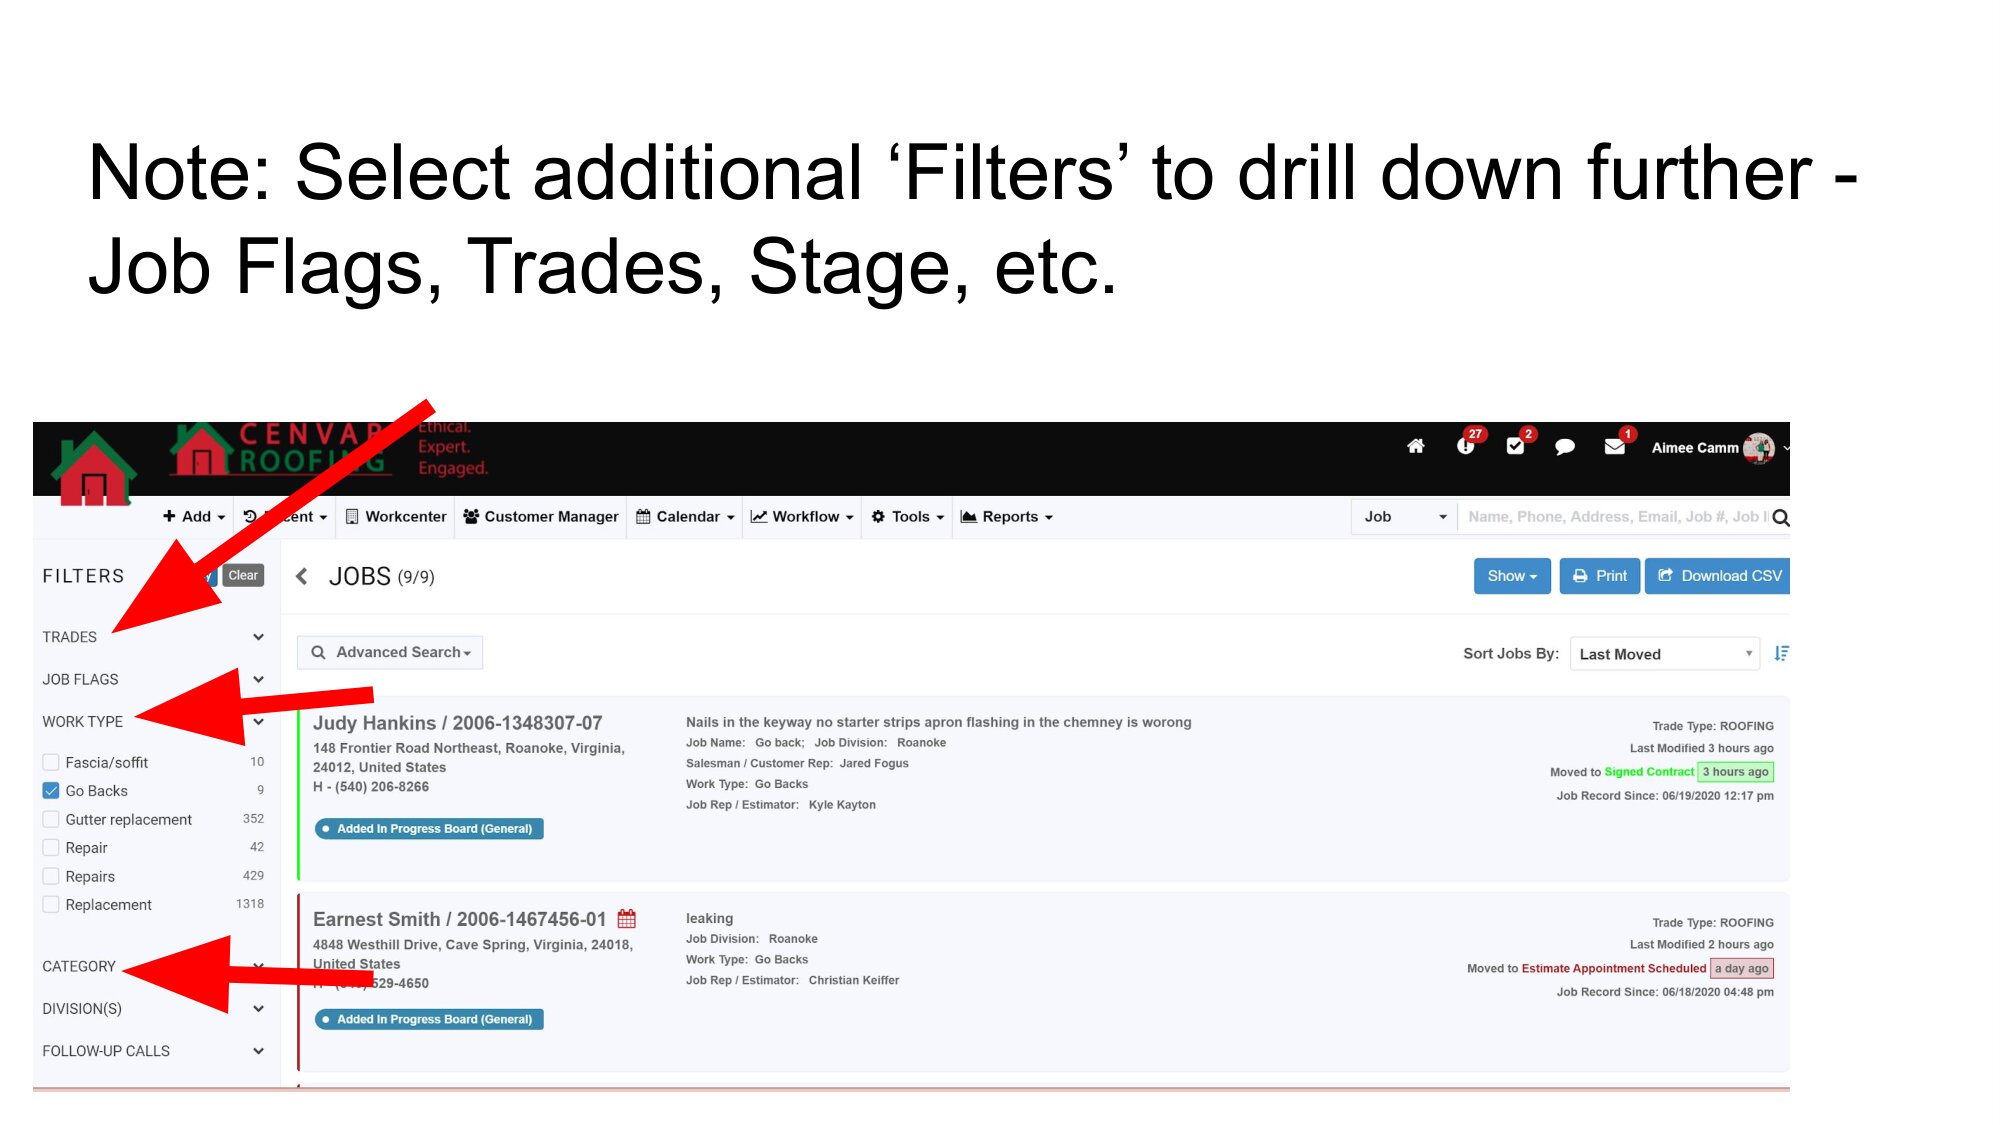 Note: Select additional ‘Filters’ to drill down further -
Job Flags, Trades, Stage, etc.
CENVAR
ROOFING
Ethical.
Expert.
Engaged.
27
2
1
Aimee Camm
Add
Workcenter
Customer Manager
Calendar
Workflow
Tools
Reports
Job
Name, Phone, Address, Email, Job #, Job
FILTERS
Clear
JOBS (9/9)
Show
Print
Download CSV
TRADES
JOB FLAGS
WORK TYPE
Fascia/soffit 10
Go Backs 9
Gutter replacement 352
Repair 42
Repairs 429
Replacement 1318
CATEGORY
DIVISION(S)
FOLLOW-UP CALLS
Advanced Search
Sort Jobs By: Last Moved
Judy Hankins / 2006-1348307-07
148 Frontier Road Northeast, Roanoke, Virginia,
24012, United States
H - (540) 206-8266
Added In Progress Board (General)
Nails in the keyway no starter strips apron flashing in the chemney is worong
Job Name: Go back; Job Division: Roanoke
Salesman / Customer Rep: Jared Fogus
Work Type: Go Backs
Job Rep / Estimator: Kyle Kayton
Trade Type: ROOFING
Last Modified 3 hours ago
Moved to Signed Contract 3 hours ago
Job Record Since: 06/19/2020 12:17 pm
Earnest Smith / 2006-1467456-01
4848 Westhill Drive, Cave Spring, Virginia, 24018,
United States
529-4650
Added In Progress Board (General)
leaking
Job Division: Roanoke
Work Type: Go Backs
Job Rep / Estimator: Christian Keiffer
Trade Type: ROOFING
Last Modified 2 hours ago
Moved to Estimate Appointment Scheduled a day ago
Job Record Since: 06/18/2020 04:48 pm